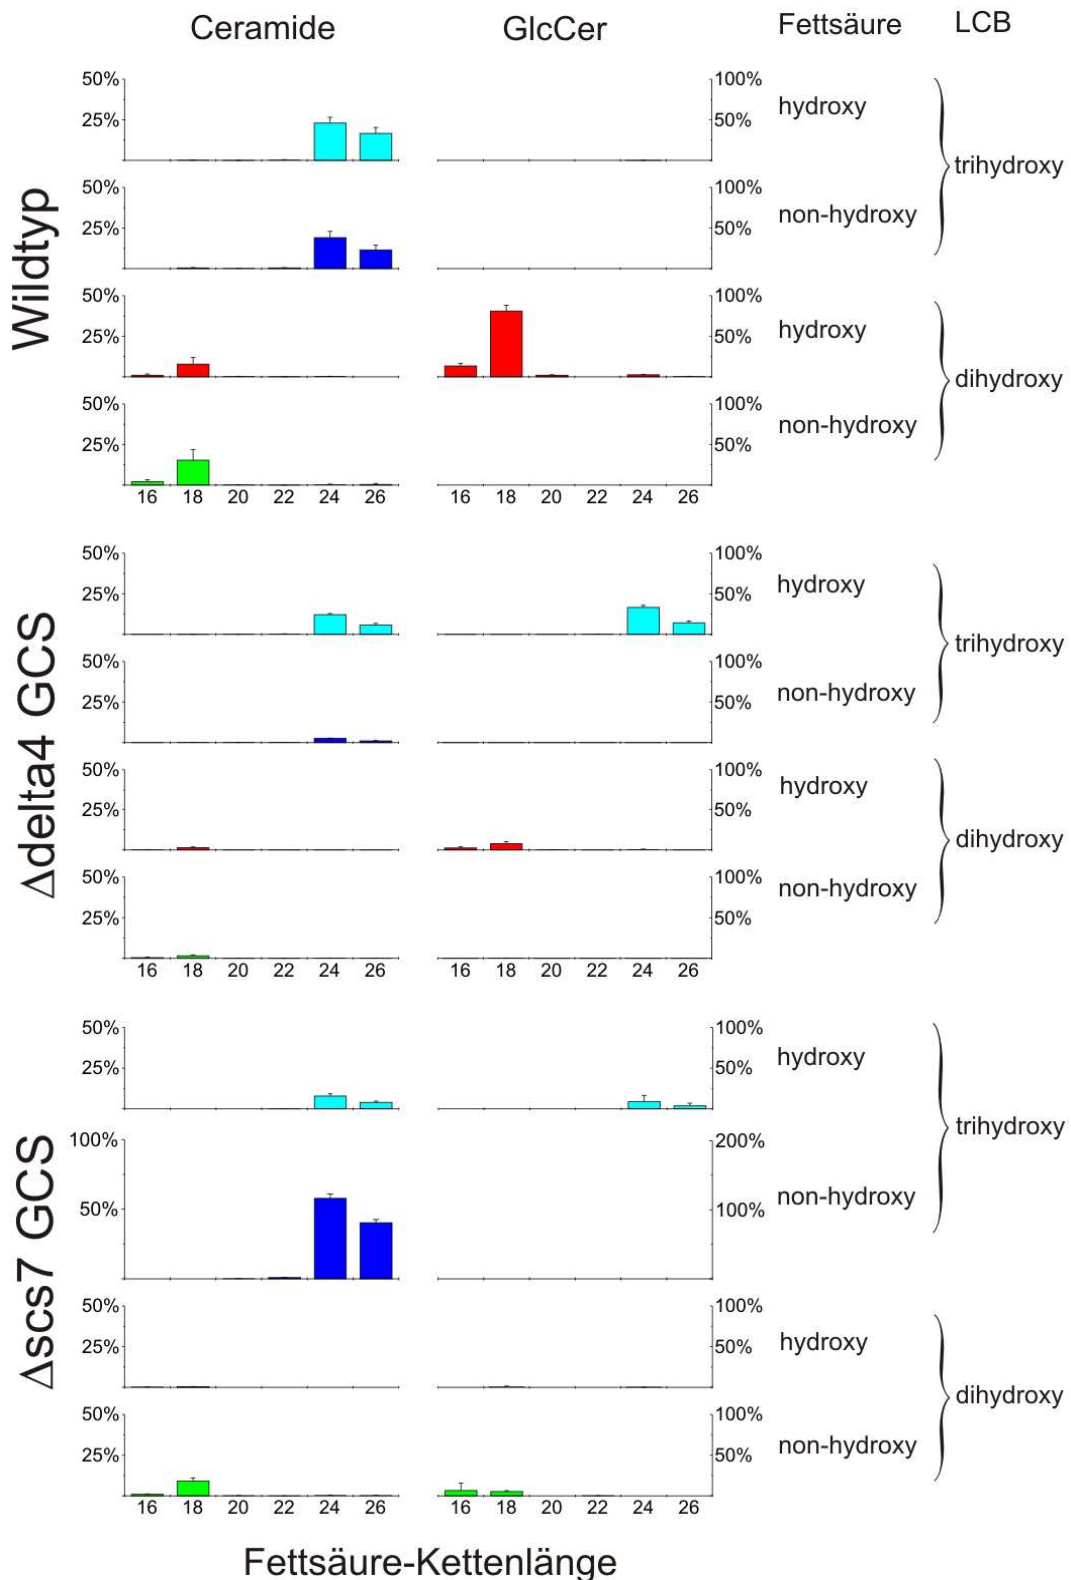 Ceramide GlcCer Fettsäure LCB
Wildtyp
50% 100% hydroxy
25% 50%
trihydroxy
50% 100% non-hydroxy
25% 50%
50% 100% hydroxy
25% 50%
dihydroxy
50% 100% non-hydroxy
25% 50%
16 18 20 22 24 26 16 18 20 22 24 26
Δdelta4 GCS
50% 100% hydroxy
25% 50%
trihydroxy
50% 100% non-hydroxy
25% 50%
50% 100% hydroxy
25% 50%
dihydroxy
50% 100% non-hydroxy
25% 50%
16 18 20 22 24 26 16 18 20 22 24 26
Δscs7 GCS
50% 100% hydroxy
25% 50%
trihydroxy
100% 200% non-hydroxy
50% 100%
50% 100% hydroxy
25% 50%
dihydroxy
50% 100% non-hydroxy
25% 50%
16 18 20 22 24 26 16 18 20 22 24 26
Fettsäure-Kettenlänge